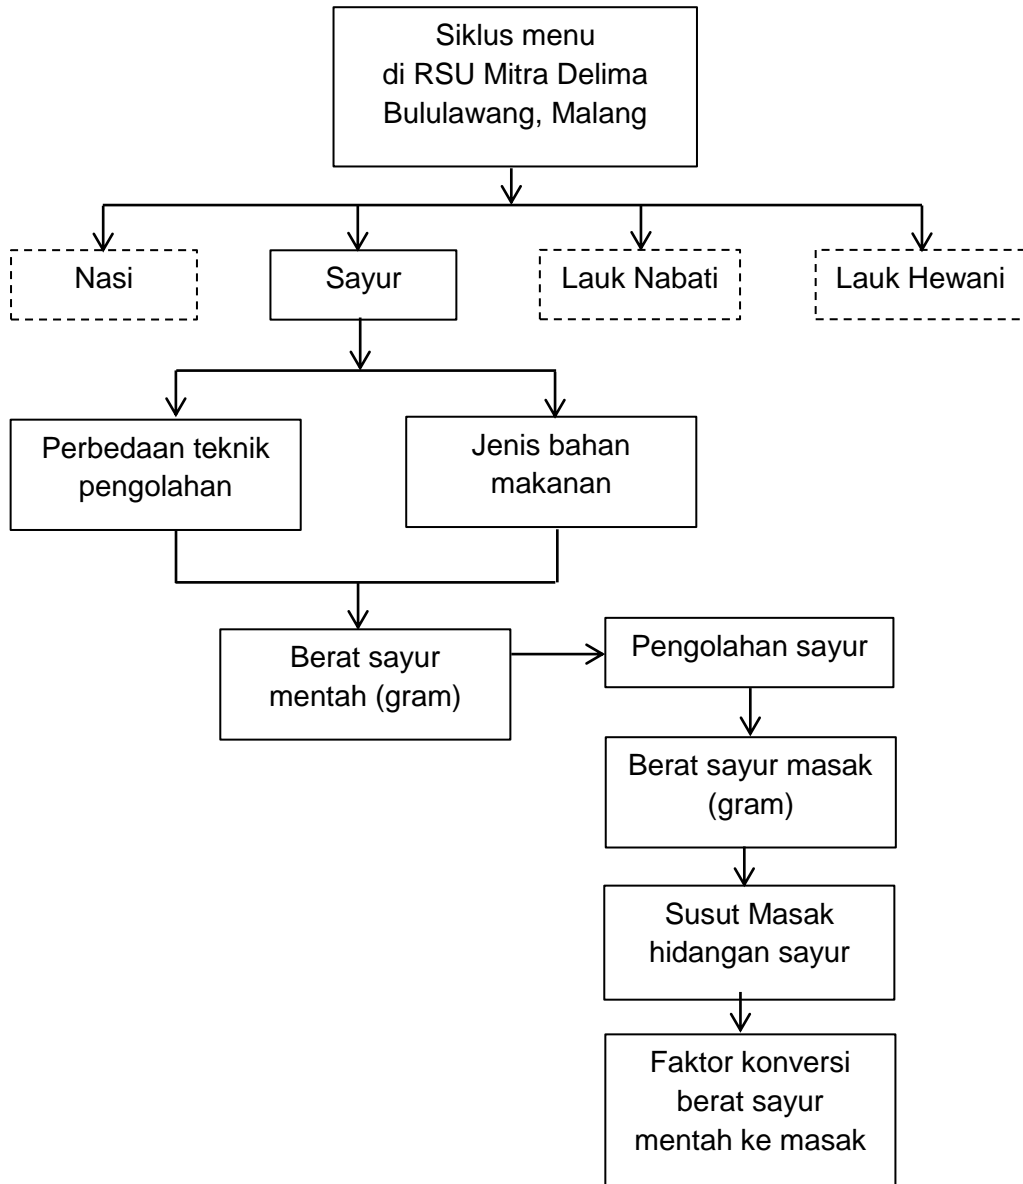 Siklus menu
di RSU Mitra Delima
Bululawang, Malang
Nasi
Sayur
Lauk Nabati
Lauk Hewani
Perbedaan teknik
pengolahan
Jenis bahan
makanan
Berat sayur
mentah (gram)
Pengolahan sayur
Berat sayur masak
(gram)
Susut Masak
hidangan sayur
Faktor konversi
berat sayur
mentah ke masak